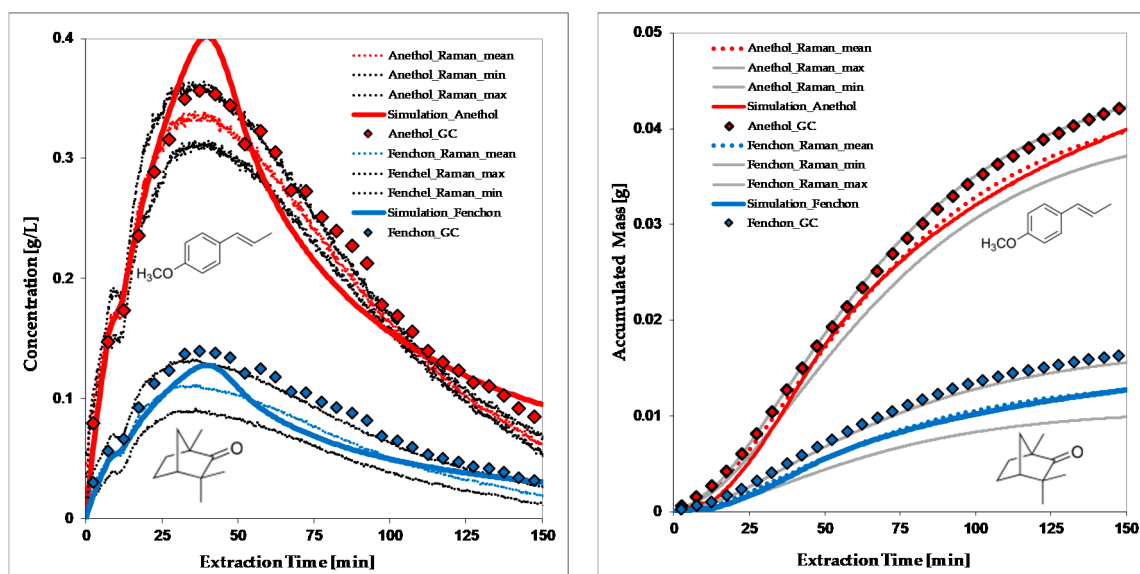 0.4
0.3
0.2
0.1
0
Concentration [g/L]
0
25
50
75
100
125
150
Extraction Time [min]
Anethol_Raman_mean
Anethol_Raman_min
Anethol_Raman_max
Simulation_Anethol
Anethol_GC
Fenchon_Raman_mean
Fenchel_Raman_max
Fenchel_Raman_min
Simulation_Fenchon
Fenchon_GC
H₃CO
O
0.05
0.04
0.03
0.02
0.01
0.00
Accumulated Mass [g]
0
25
50
75
100
125
150
Extraction Time [min]
Anethol_Raman_mean
Anethol_Raman_max
Anethol_Raman_min
Simulation_Anethol
Anethol_GC
Fenchon_Raman_mean
Fenchon_Raman_min
Fenchon_Raman_max
Simulation_Fenchon
Fenchon_GC
H₃CO
O